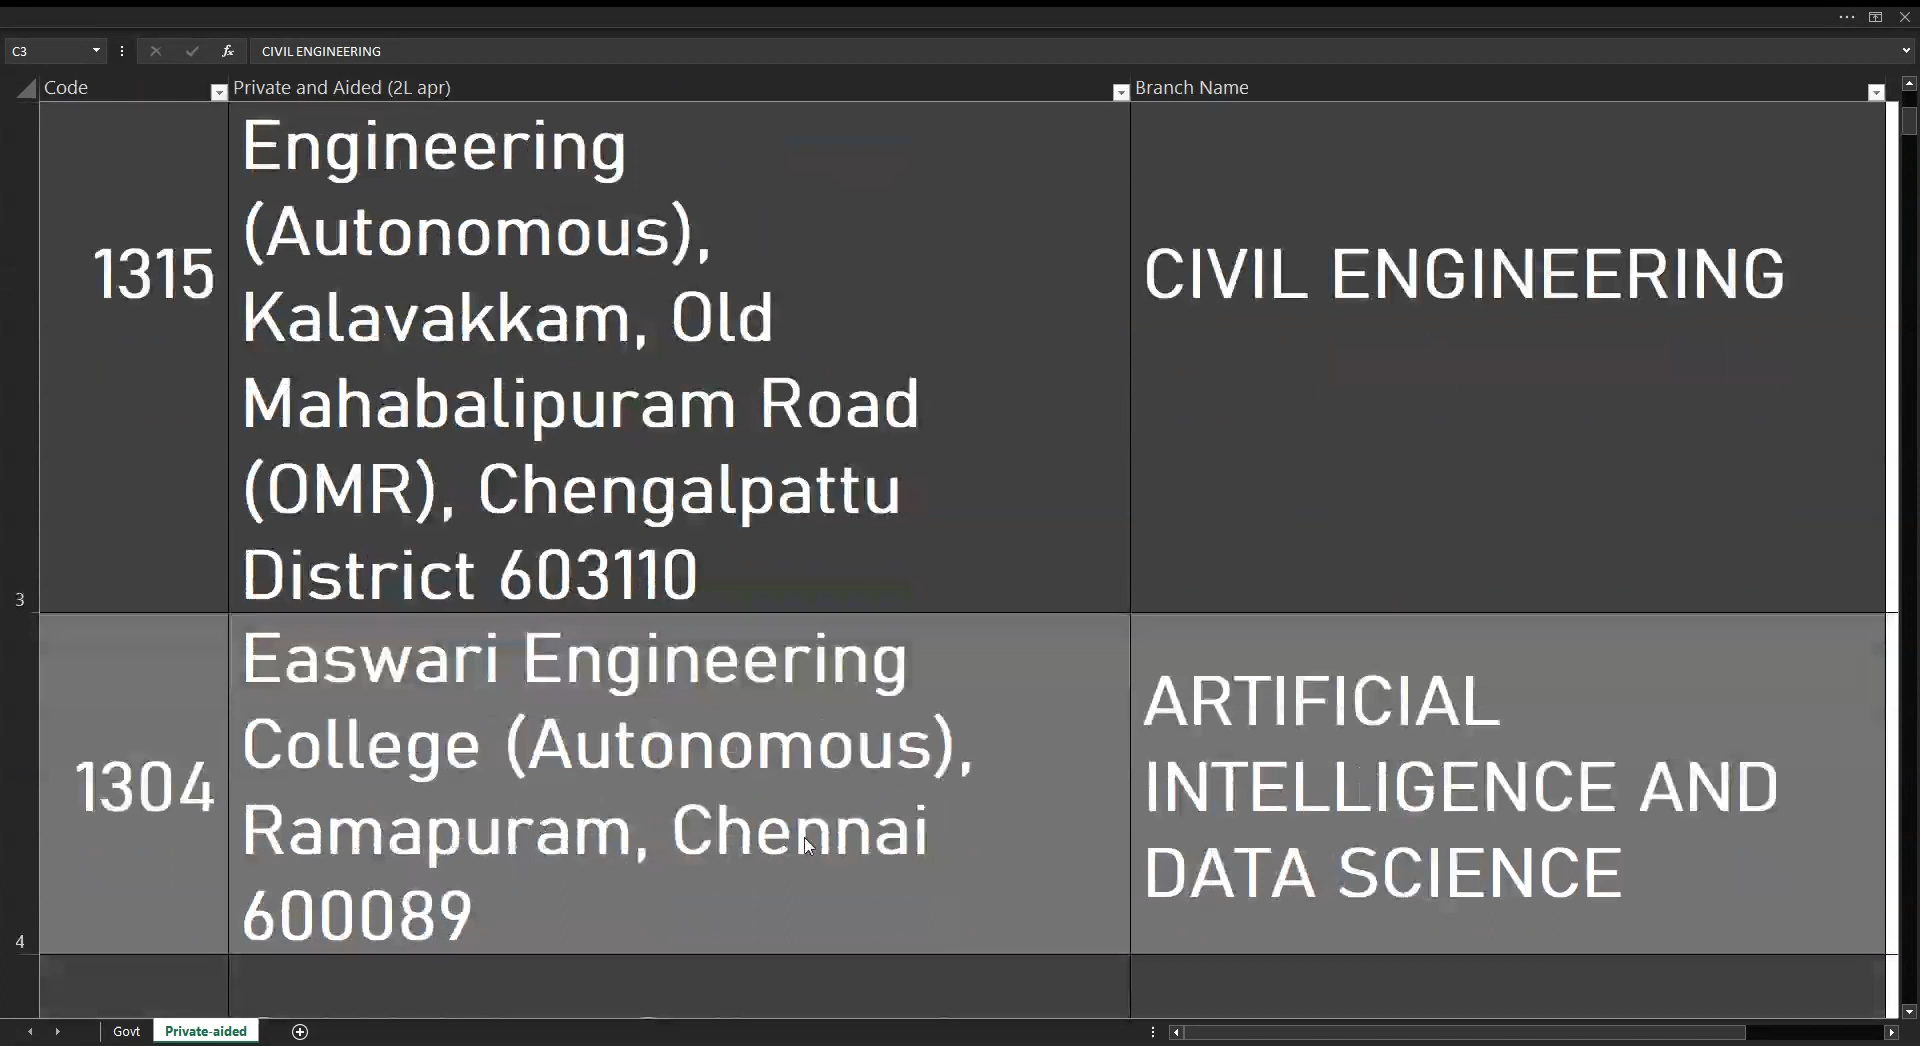 C3
fx
CIVIL ENGINEERING
Code
Private and Aided (2L apr)
Branch Name
1315
Engineering
(Autonomous),
Kalavakkam, Old
Mahabalipuram Road
(OMR), Chengalpattu
District 603110
CIVIL ENGINEERING
3
1304
Easwari Engineering
College (Autonomous),
Ramapuram, Chennai
600089
ARTIFICIAL
INTELLIGENCE AND
DATA SCIENCE
4
Govt
Private-aided